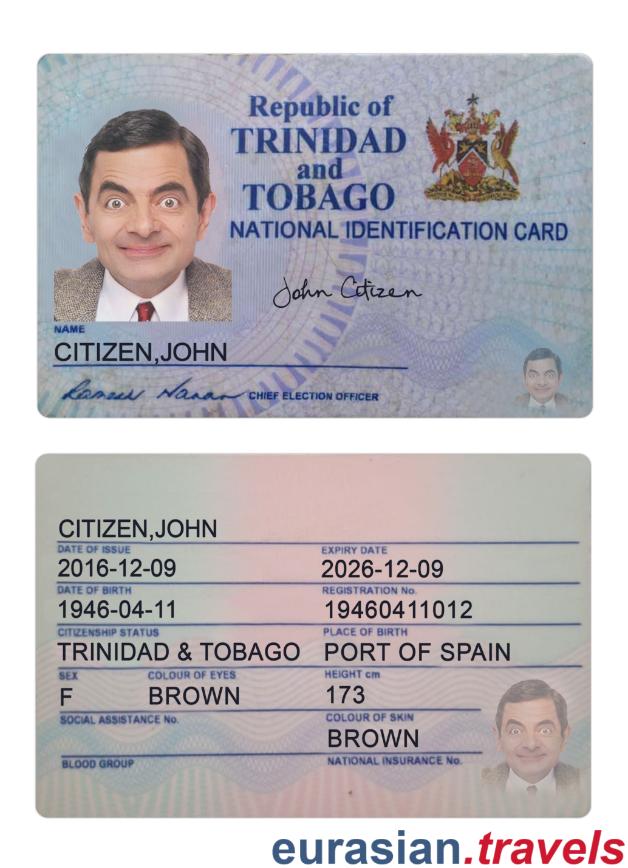 Republic of
TRINIDAD
and
TOBAGO
NATIONAL IDENTIFICATION CARD
John Citizen
NAME
CITIZEN,JOHN
CHIEF ELECTION OFFICER
CITIZEN,JOHN
DATE OF ISSUE EXPIRY DATE
2016-12-09 2026-12-09
DATE OF BIRTH REGISTRATION No.
1946-04-11 19460411012
CITIZENSHIP STATUS PLACE OF BIRTH
TRINIDAD & TOBAGO PORT OF SPAIN
SEX COLOUR OF EYES HEIGHT cm
F BROWN 173
SOCIAL ASSISTANCE No. COLOUR OF SKIN
BROWN
BLOOD GROUP NATIONAL INSURANCE No.
eurasian.travels